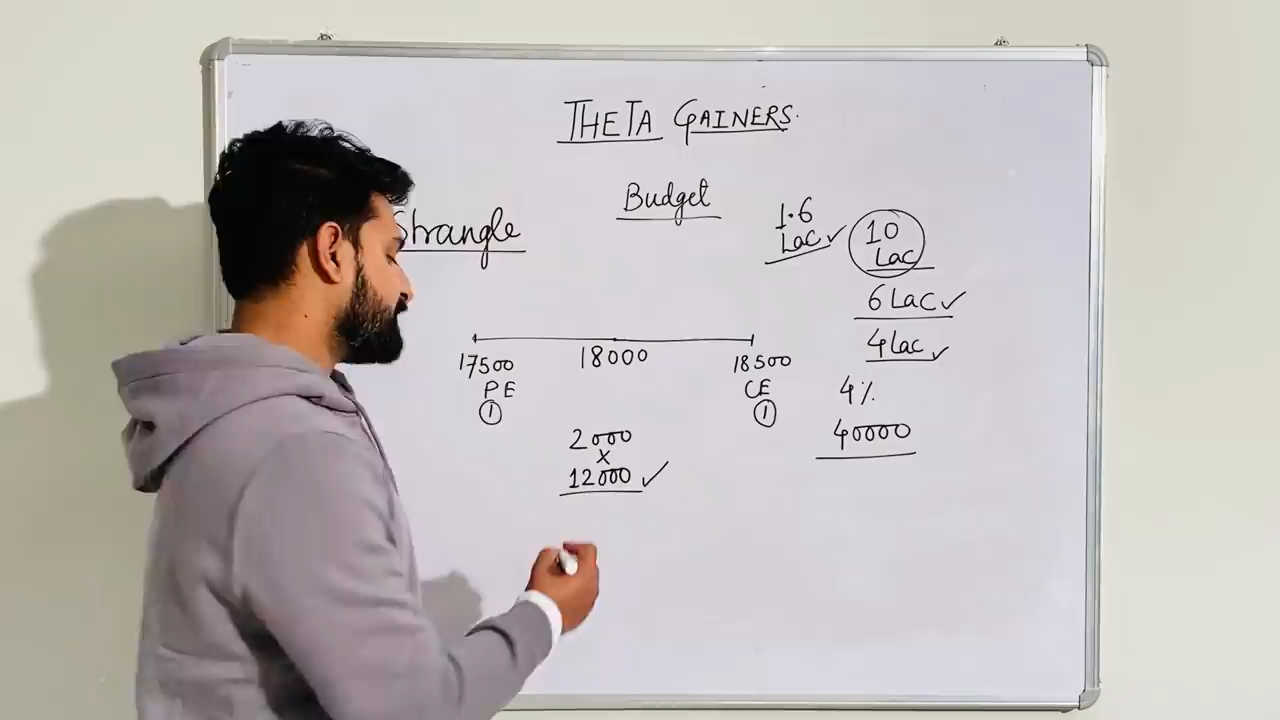 THETA GAINERS.
Budget
Strangle
1.6
Lac ✓
10
Lac
6 Lac ✓
4 Lac ✓
4%
40000
17500 18000 18500
PE CE
① ①
2000
x
12000 ✓